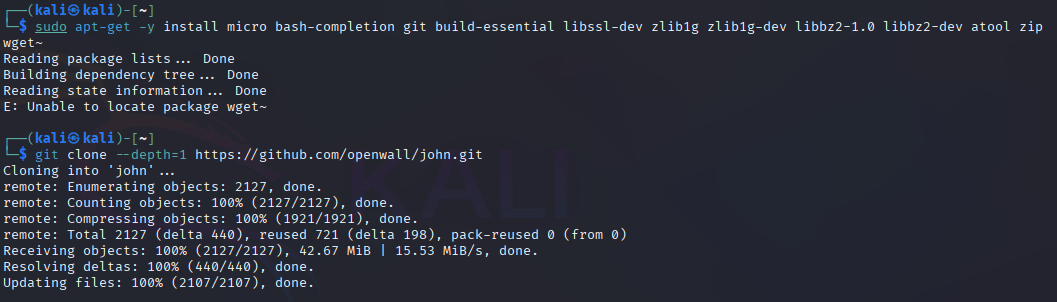 ┌──(kali㉿kali)-[~]
└─$ sudo apt-get -y install micro bash-completion git build-essential libssl-dev zlib1g zlib1g-dev libbz2-1.0 libbz2-dev atool zip
wget~
Reading package lists... Done
Building dependency tree... Done
Reading state information... Done
E: Unable to locate package wget~
┌──(kali㉿kali)-[~]
└─$ git clone --depth=1 https://github.com/openwall/john.git
Cloning into 'john'...
remote: Enumerating objects: 2127, done.
remote: Counting objects: 100% (2127/2127), done.
remote: Compressing objects: 100% (1921/1921), done.
remote: Total 2127 (delta 440), reused 721 (delta 198), pack-reused 0 (from 0)
Receiving objects: 100% (2127/2127), 42.67 MiB | 15.53 MiB/s, done.
Resolving deltas: 100% (440/440), done.
Updating files: 100% (2107/2107), done.
KALI